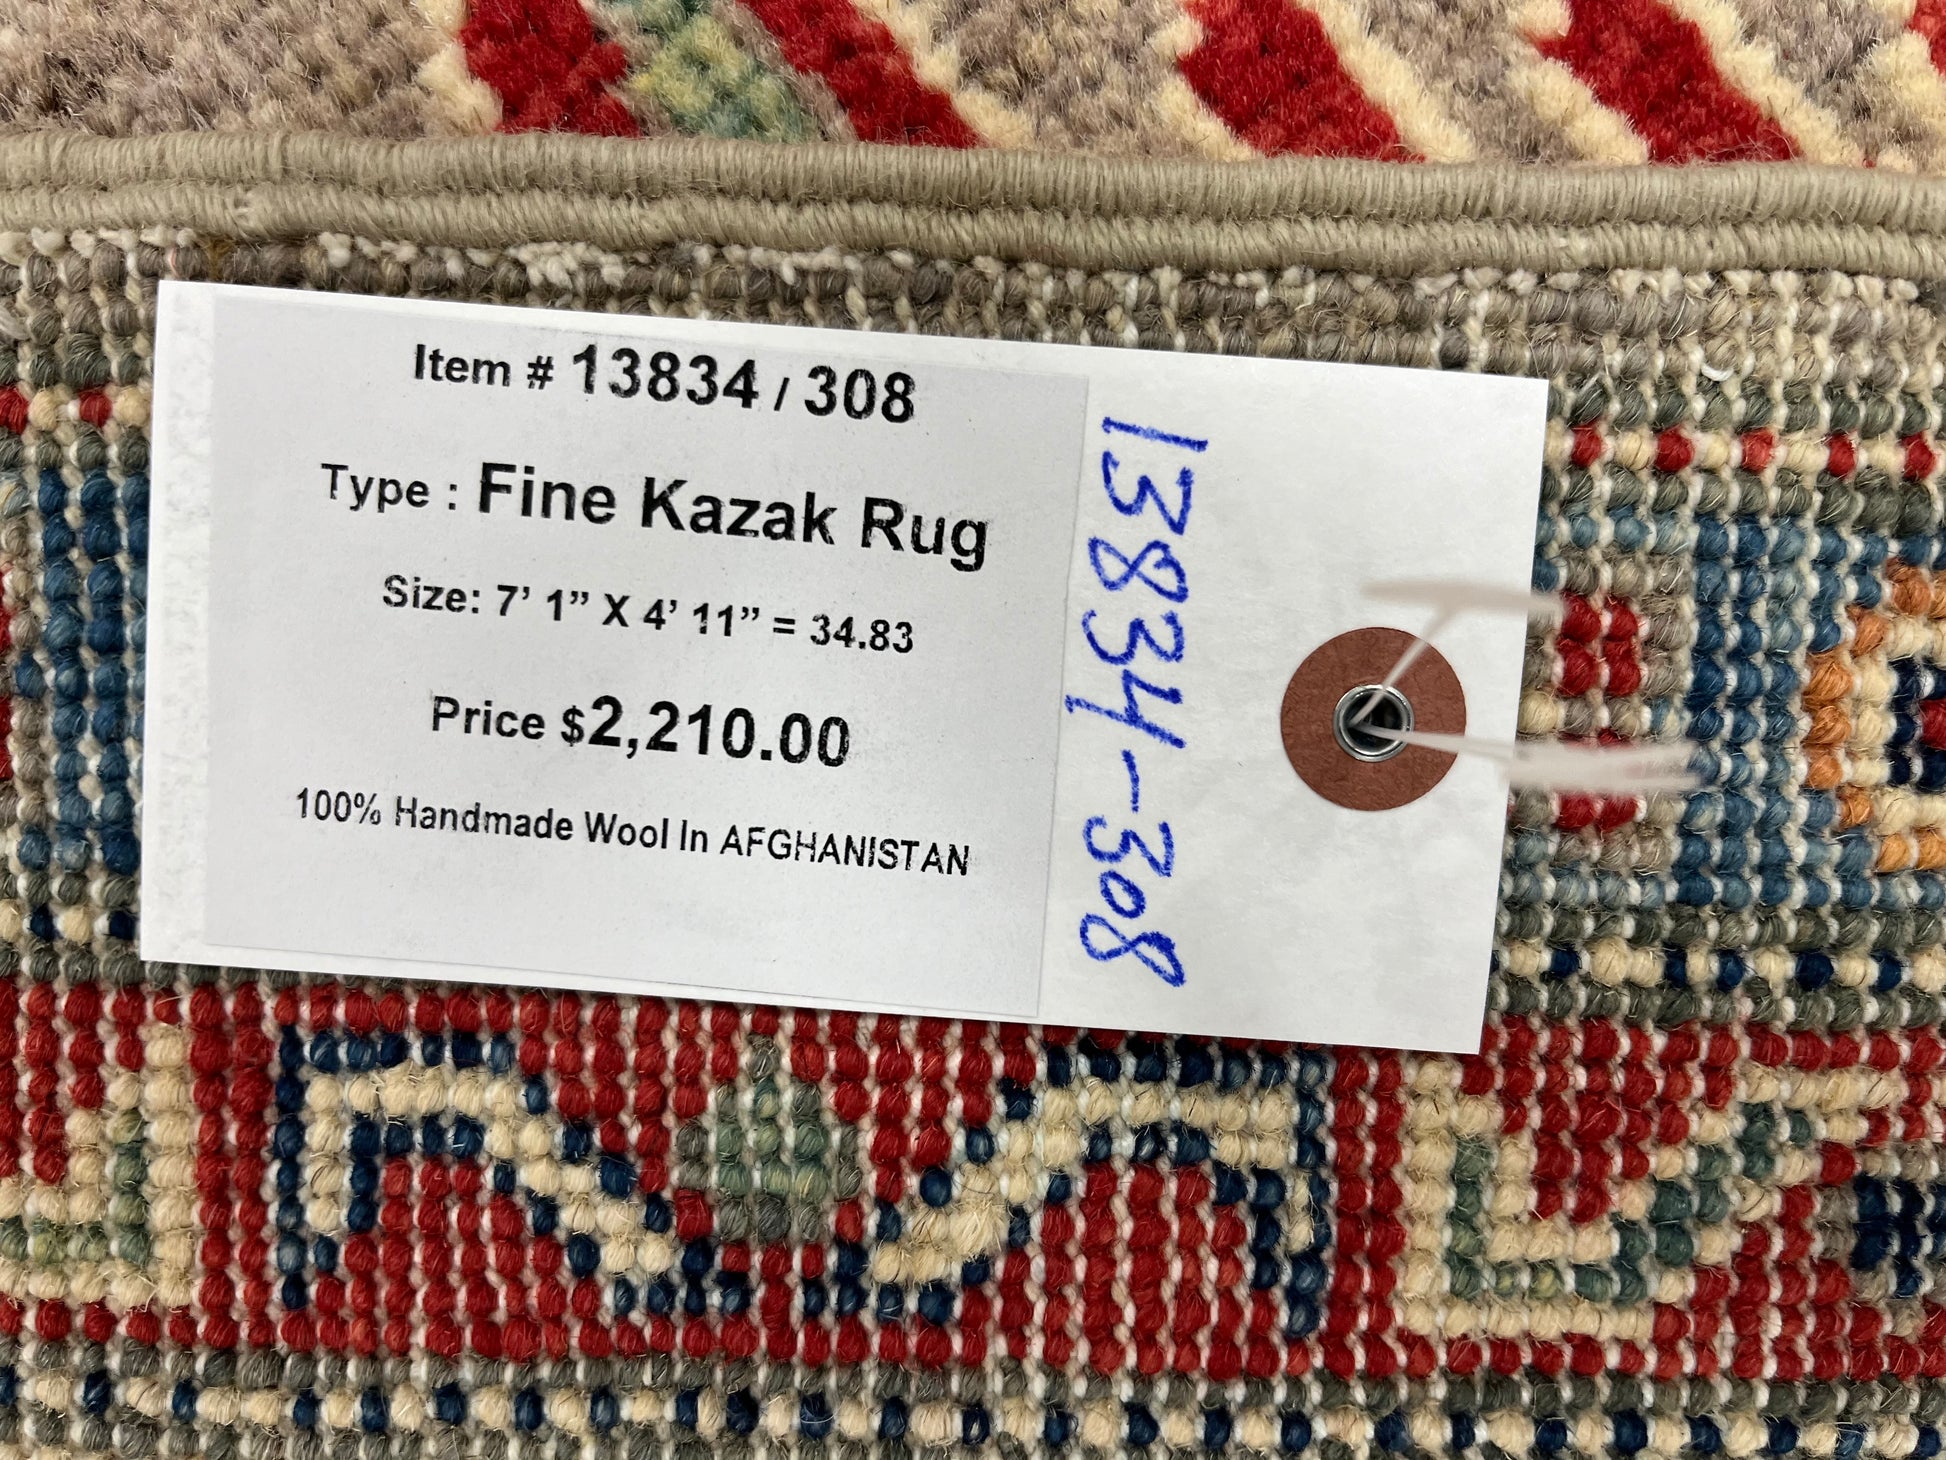 Item # 13834 / 308
Type : Fine Kazak Rug
Size: 7’ 1” X 4’ 11” = 34.83
Price $2,210.00
100% Handmade Wool In AFGHANISTAN
13834-308